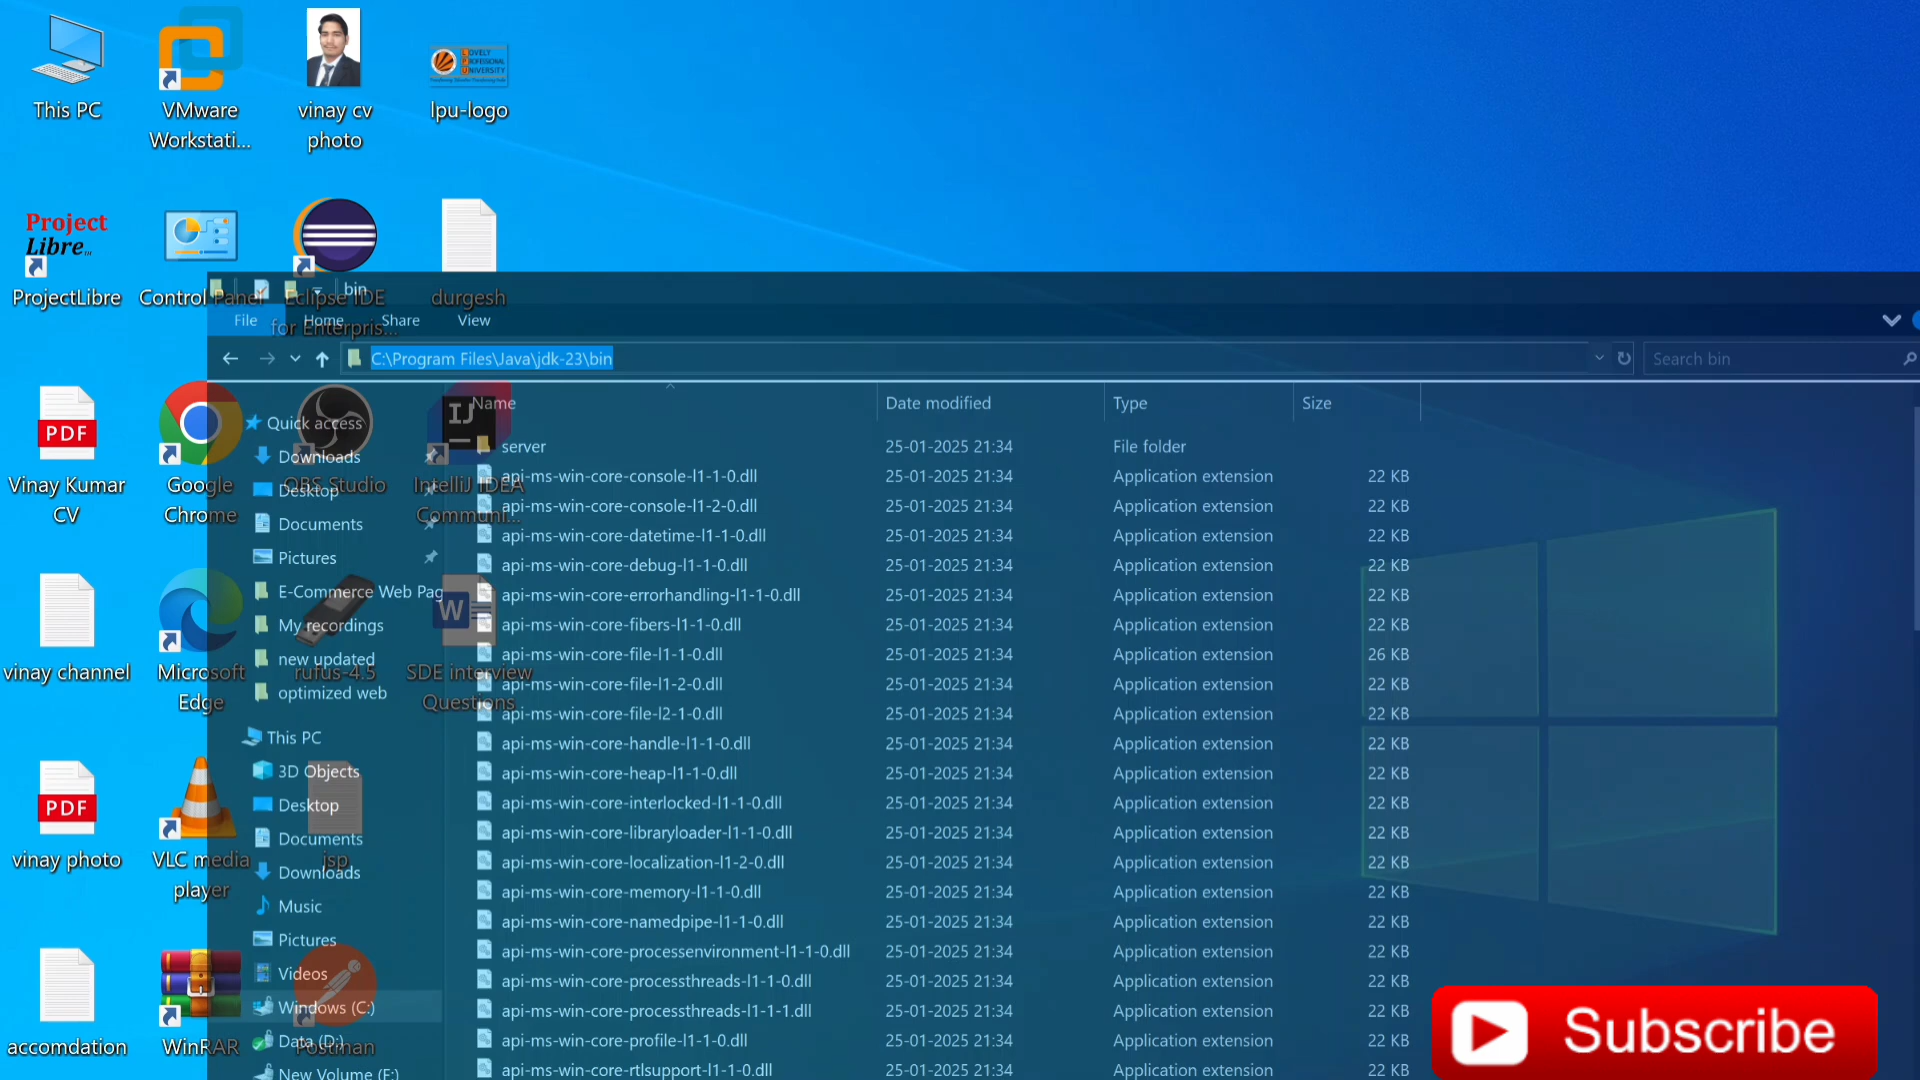 This PC
VMware
Workstati...
vinay cv
photo
LOVELY
PROFESSIONAL
UNIVERSITY
lpu-logo
Project
Libre
ProjectLibre
Control Panel
Eclipse IDE
for Enterpris...
durgesh
bin
File
Home
Share
View
C:\Program Files\Java\jdk-23\bin
Search bin
PDF
Vinay Kumar
CV
Google
Chrome
OBS Studio
IJ
IntelliJ IDEA
Communi...
vinay channel
Microsoft
Edge
rufus-4.5
W
SDE interview
Questions
PDF
vinay photo
VLC media
player
jsp
accomdation
WinRAR
Postman
Quick access
Downloads
Desktop
Documents
Pictures
E-Commerce Web Pag
My recordings
new updated
optimized web
This PC
3D Objects
Desktop
Documents
Downloads
Music
Pictures
Videos
Windows (C:)
Data (D:)
New Volume (F:)
Name Date modified Type Size
server 25-01-2025 21:34 File folder
api-ms-win-core-console-l1-1-0.dll 25-01-2025 21:34 Application extension 22 KB
api-ms-win-core-console-l1-2-0.dll 25-01-2025 21:34 Application extension 22 KB
api-ms-win-core-datetime-l1-1-0.dll 25-01-2025 21:34 Application extension 22 KB
api-ms-win-core-debug-l1-1-0.dll 25-01-2025 21:34 Application extension 22 KB
api-ms-win-core-errorhandling-l1-1-0.dll 25-01-2025 21:34 Application extension 22 KB
api-ms-win-core-fibers-l1-1-0.dll 25-01-2025 21:34 Application extension 22 KB
api-ms-win-core-file-l1-1-0.dll 25-01-2025 21:34 Application extension 26 KB
api-ms-win-core-file-l1-2-0.dll 25-01-2025 21:34 Application extension 22 KB
api-ms-win-core-file-l2-1-0.dll 25-01-2025 21:34 Application extension 22 KB
api-ms-win-core-handle-l1-1-0.dll 25-01-2025 21:34 Application extension 22 KB
api-ms-win-core-heap-l1-1-0.dll 25-01-2025 21:34 Application extension 22 KB
api-ms-win-core-interlocked-l1-1-0.dll 25-01-2025 21:34 Application extension 22 KB
api-ms-win-core-libraryloader-l1-1-0.dll 25-01-2025 21:34 Application extension 22 KB
api-ms-win-core-localization-l1-2-0.dll 25-01-2025 21:34 Application extension 22 KB
api-ms-win-core-memory-l1-1-0.dll 25-01-2025 21:34 Application extension 22 KB
api-ms-win-core-namedpipe-l1-1-0.dll 25-01-2025 21:34 Application extension 22 KB
api-ms-win-core-processenvironment-l1-1-0.dll 25-01-2025 21:34 Application extension 22 KB
api-ms-win-core-processthreads-l1-1-0.dll 25-01-2025 21:34 Application extension 22 KB
api-ms-win-core-processthreads-l1-1-1.dll 25-01-2025 21:34 Application extension 22 KB
api-ms-win-core-profile-l1-1-0.dll 25-01-2025 21:34 Application extension 22 KB
api-ms-win-core-rtlsupport-l1-1-0.dll 25-01-2025 21:34 Application extension 22 KB
Subscribe